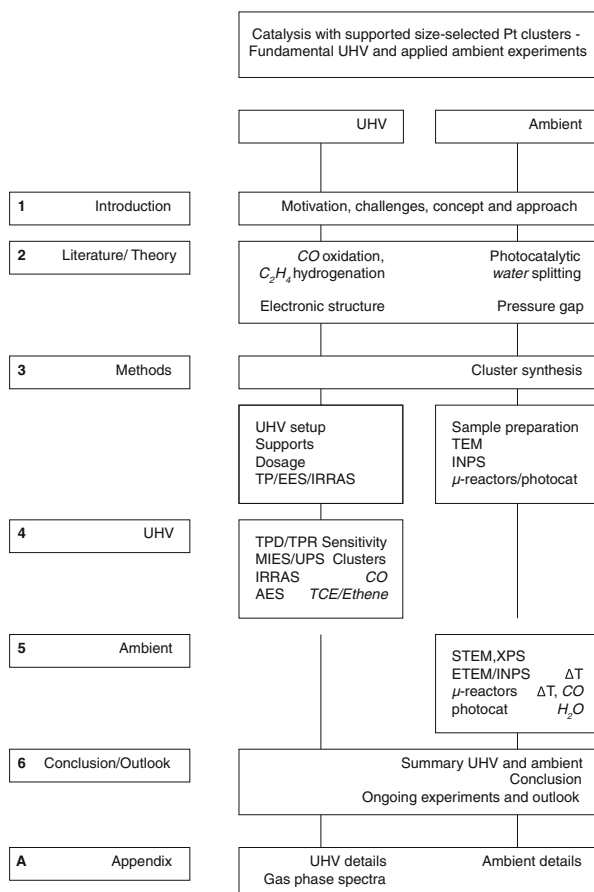 Catalysis with supported size-selected Pt clusters -
Fundamental UHV and applied ambient experiments
UHV
Ambient
1 Introduction
Motivation, challenges, concept and approach
2 Literature/ Theory
CO oxidation,
C₂H₄ hydrogenation
Electronic structure
Photocatalytic
water splitting
Pressure gap
3 Methods
Cluster synthesis
UHV setup
Supports
Dosage
TP/EES/IRRAS
Sample preparation
TEM
INPS
μ-reactors/photocat
4 UHV
TPD/TPR Sensitivity
MIES/UPS Clusters
IRRAS CO
AES TCE/Ethene
5 Ambient
STEM,XPS
ETEM/INPS ΔT
μ-reactors ΔT, CO
photocat H₂O
6 Conclusion/Outlook
Summary UHV and ambient
Conclusion
Ongoing experiments and outlook
A Appendix
UHV details
Gas phase spectra
Ambient details